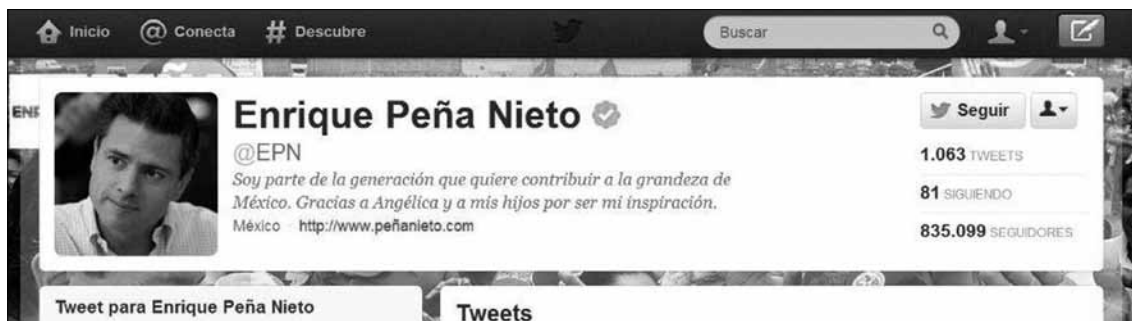 Inicio @ Conecta # Descubre Buscar
ENR
Enrique Peña Nieto
@EPN
Soy parte de la generación que quiere contribuir a la grandeza de
México. Gracias a Angélica y a mis hijos por ser mi inspiración.
México · http://www.peñanieto.com
Seguir
1.063 TWEETS
81 SIGUIENDO
835.099 SEGUIDORES
Tweet para Enrique Peña Nieto
Tweets